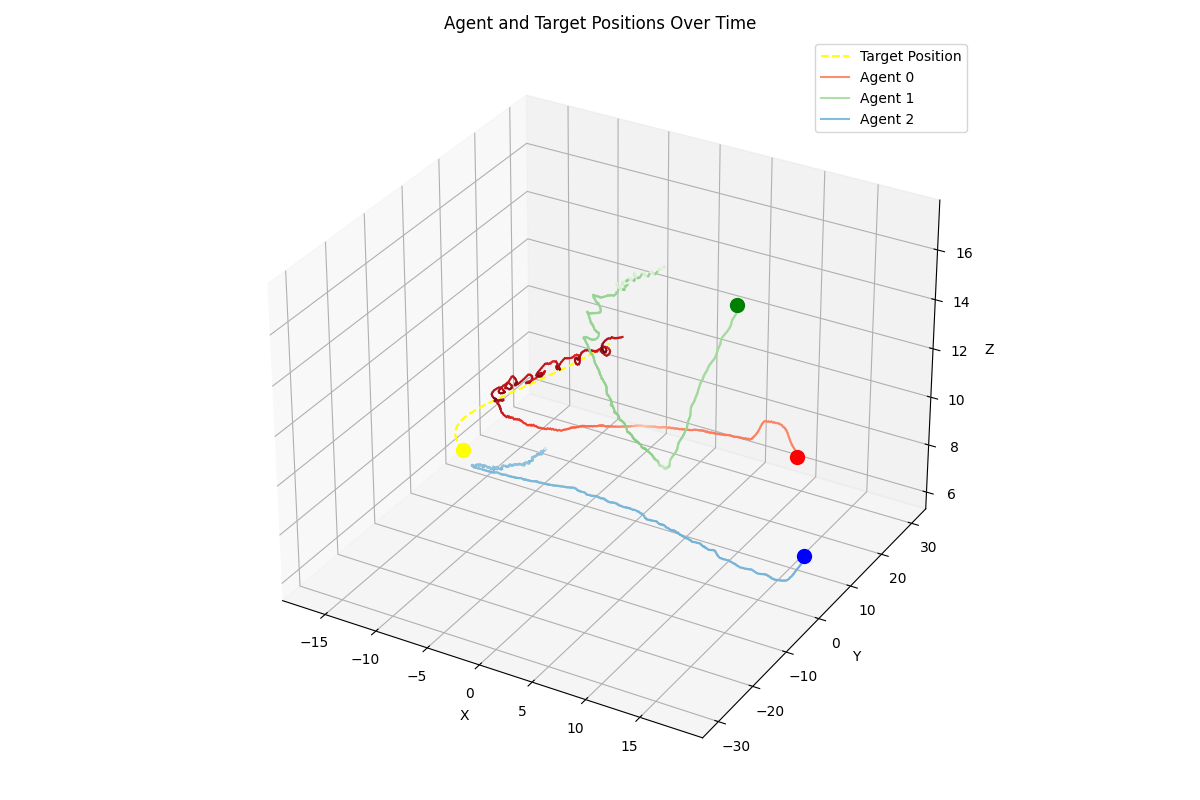 Agent and Target Positions Over Time
Target Position
Agent 0
Agent 1
Agent 2
16
14
12
10
8
6
Z
30
20
10
0
−10
−20
−30
Y
−15
−10
−5
0
5
10
15
X